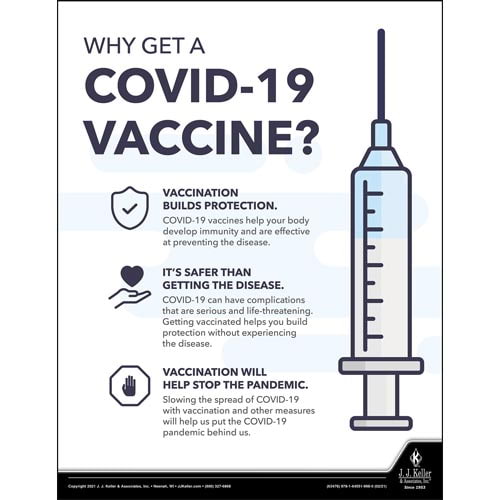 WHY GET A
COVID-19
VACCINE?
VACCINATION
BUILDS PROTECTION.
COVID-19 vaccines help your body
develop immunity and are effective
at preventing the disease.
IT'S SAFER THAN
GETTING THE DISEASE.
COVID-19 can have complications
that are serious and life-threatening.
Getting vaccinated helps you build
protection without experiencing
the disease.
VACCINATION WILL
HELP STOP THE PANDEMIC.
Slowing the spread of COVID-19
with vaccination and other measures
will help us put the COVID-19
pandemic behind us.
J. J. Keller
& Associates, Inc.
Since 1953
Copyright 2021 J. J. Keller & Associates, Inc. • Neenah, WI • JJKeller.com • (800) 327-6868